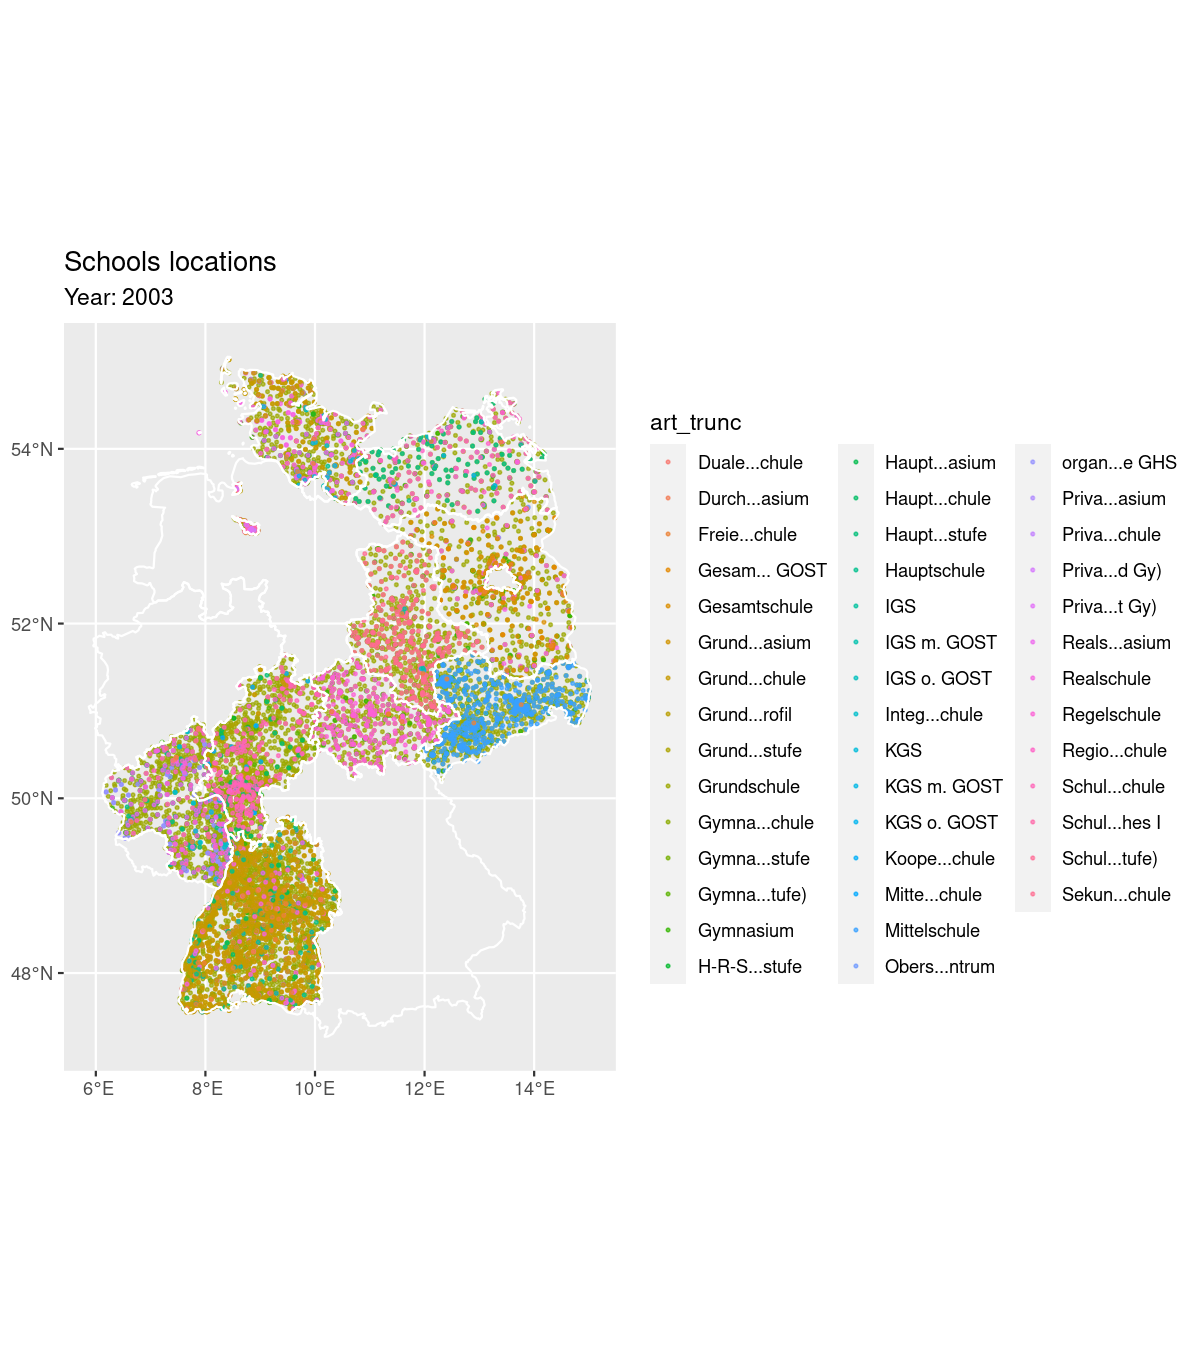 Schools locations
Year: 2003
54°N
52°N
50°N
48°N
6°E
8°E
10°E
12°E
14°E
art_trunc
Duale...chule
Durch...asium
Freie...chule
Gesam... GOST
Gesamtschule
Grund...asium
Grund...chule
Grund...rofil
Grund...stufe
Grundschule
Gymna...chule
Gymna...stufe
Gymna...tufe)
Gymnasium
H-R-S...stufe
Haupt...asium
Haupt...chule
Haupt...stufe
Hauptschule
IGS
IGS m. GOST
IGS o. GOST
Integ...chule
KGS
KGS m. GOST
KGS o. GOST
Koope...chule
Mitte...chule
Mittelschule
Obers...ntrum
organ...e GHS
Priva...asium
Priva...chule
Priva...d Gy)
Priva...t Gy)
Reals...asium
Realschule
Regelschule
Regio...chule
Schul...chule
Schul...hes I
Schul...tufe)
Sekun...chule